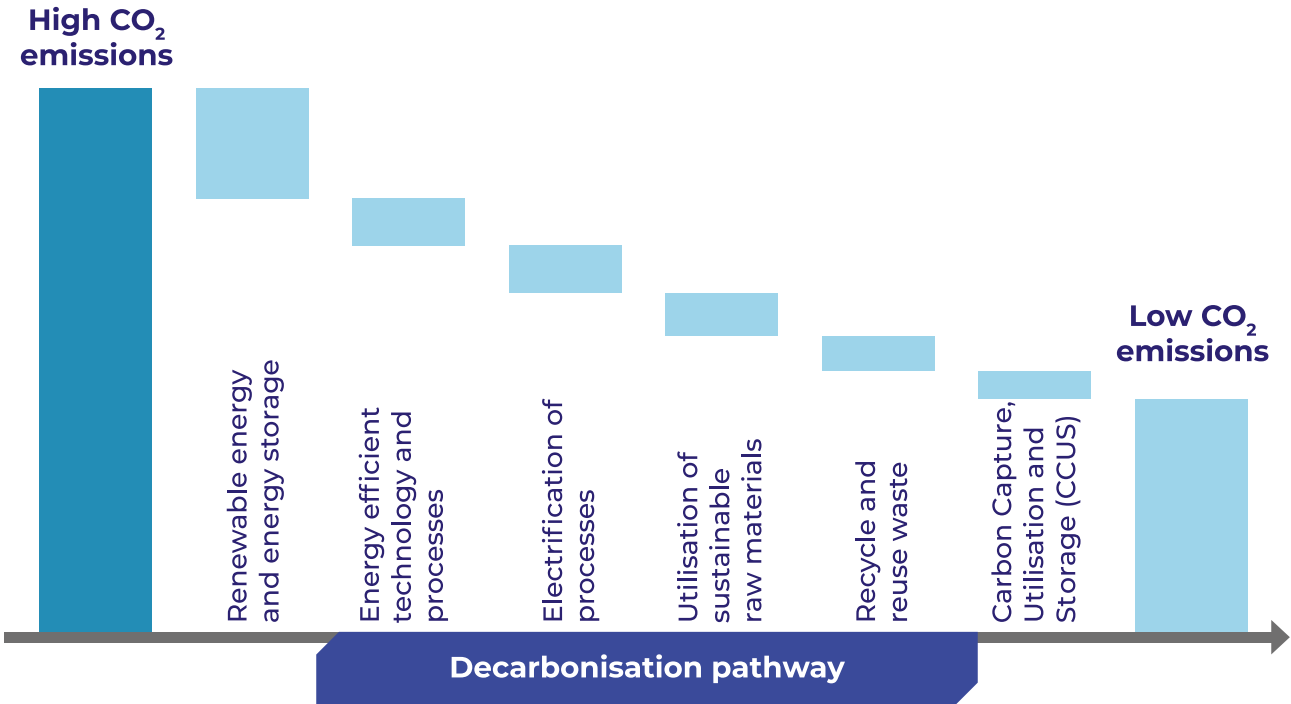 High CO₂
emissions
Renewable energy
and energy storage
Energy efficient
technology and
processes
Electrification of
processes
Utilisation of
sustainable
raw materials
Recycle and
reuse waste
Carbon Capture,
Utilisation and
Storage (CCUS)
Low CO₂
emissions
Decarbonisation pathway